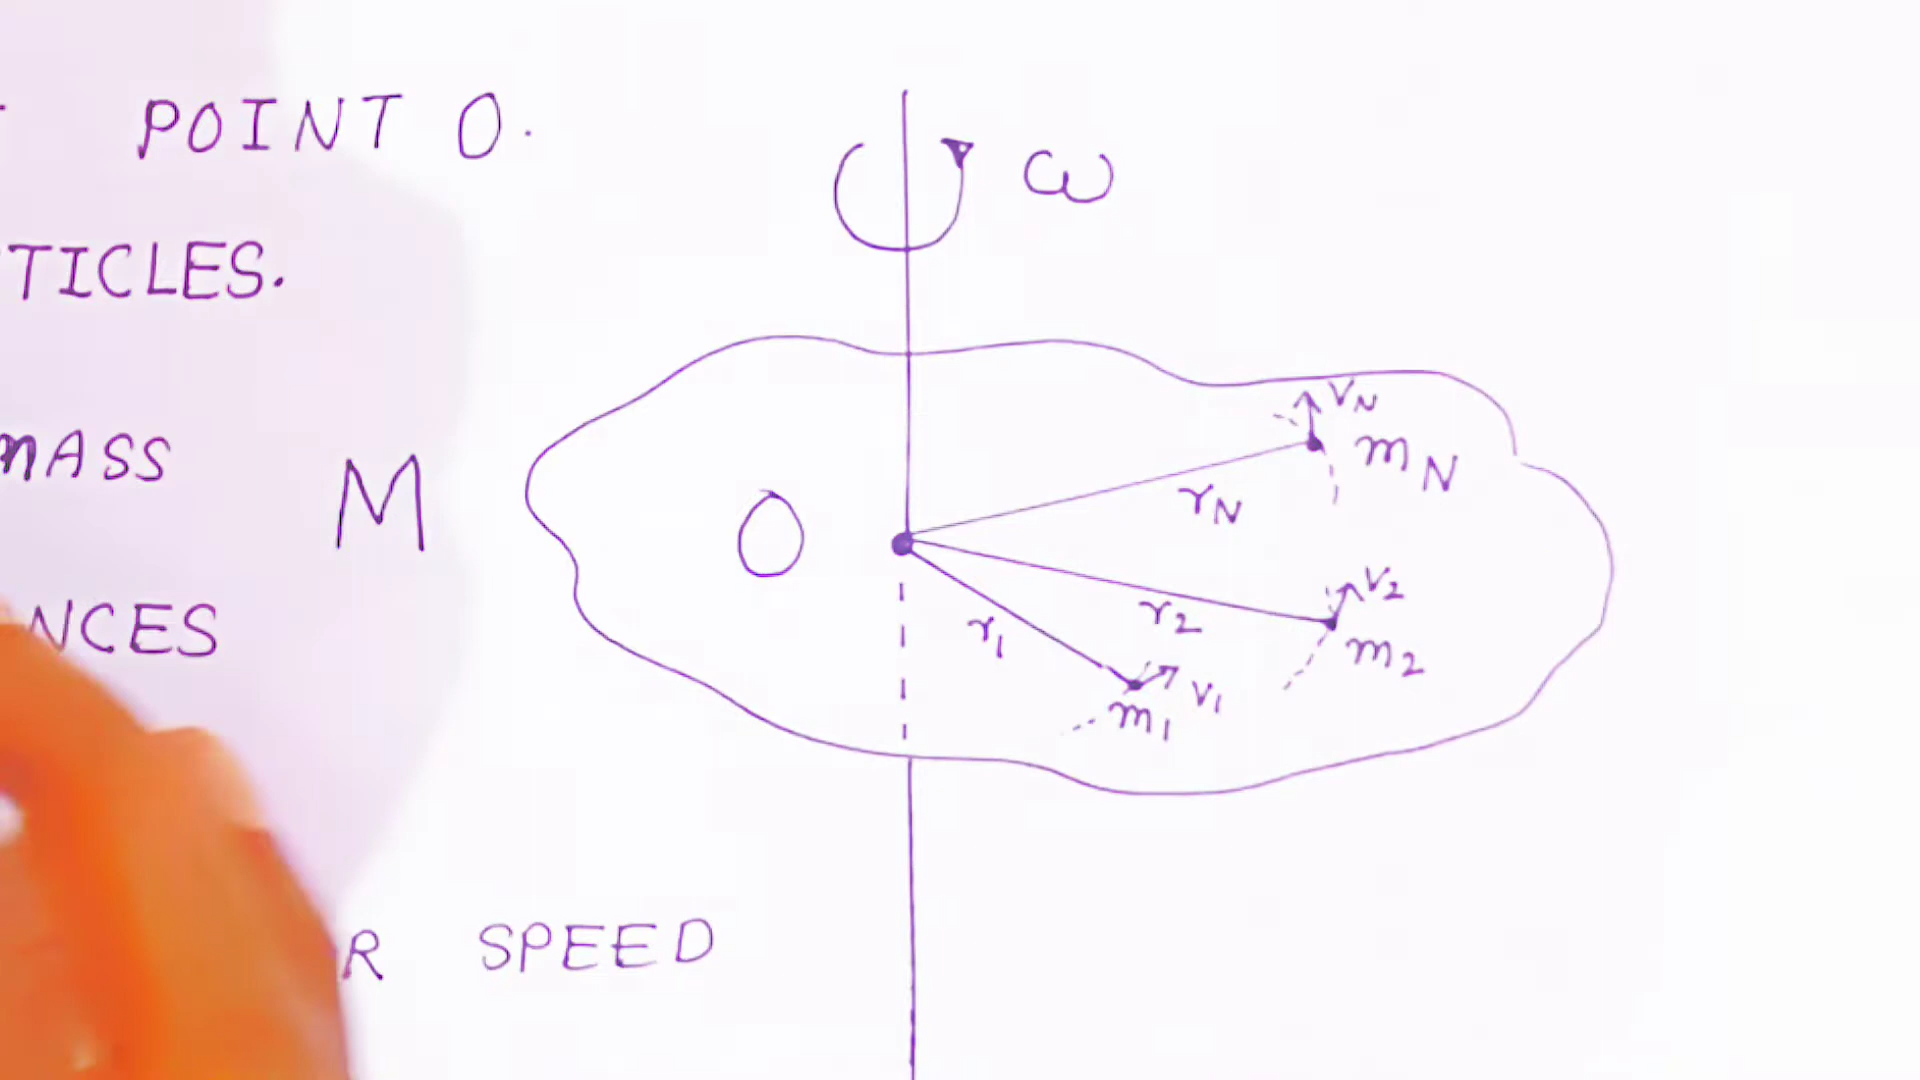 POINT O.
TICLES.
MASS M
NCES
R SPEED
ω
O
vN
mN
rN
v2
r2
m2
r1
v1
m1